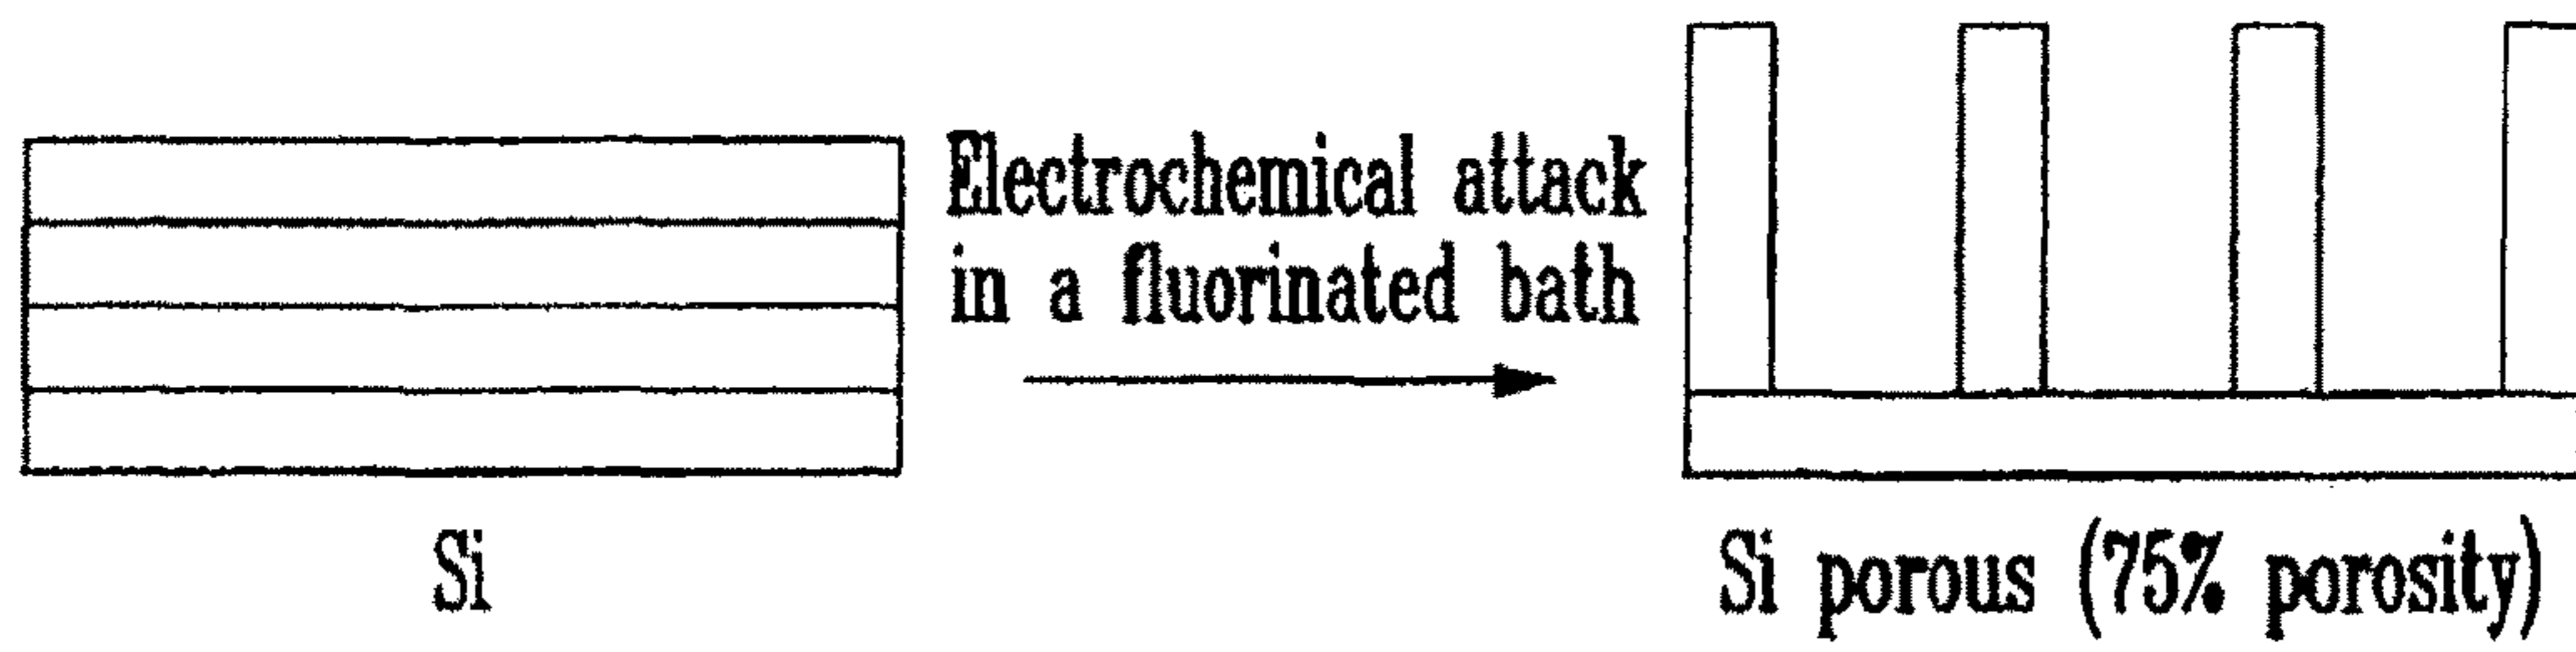 Electrochemical attack
in a fluorinated bath
Si
Si porous (75% porosity)